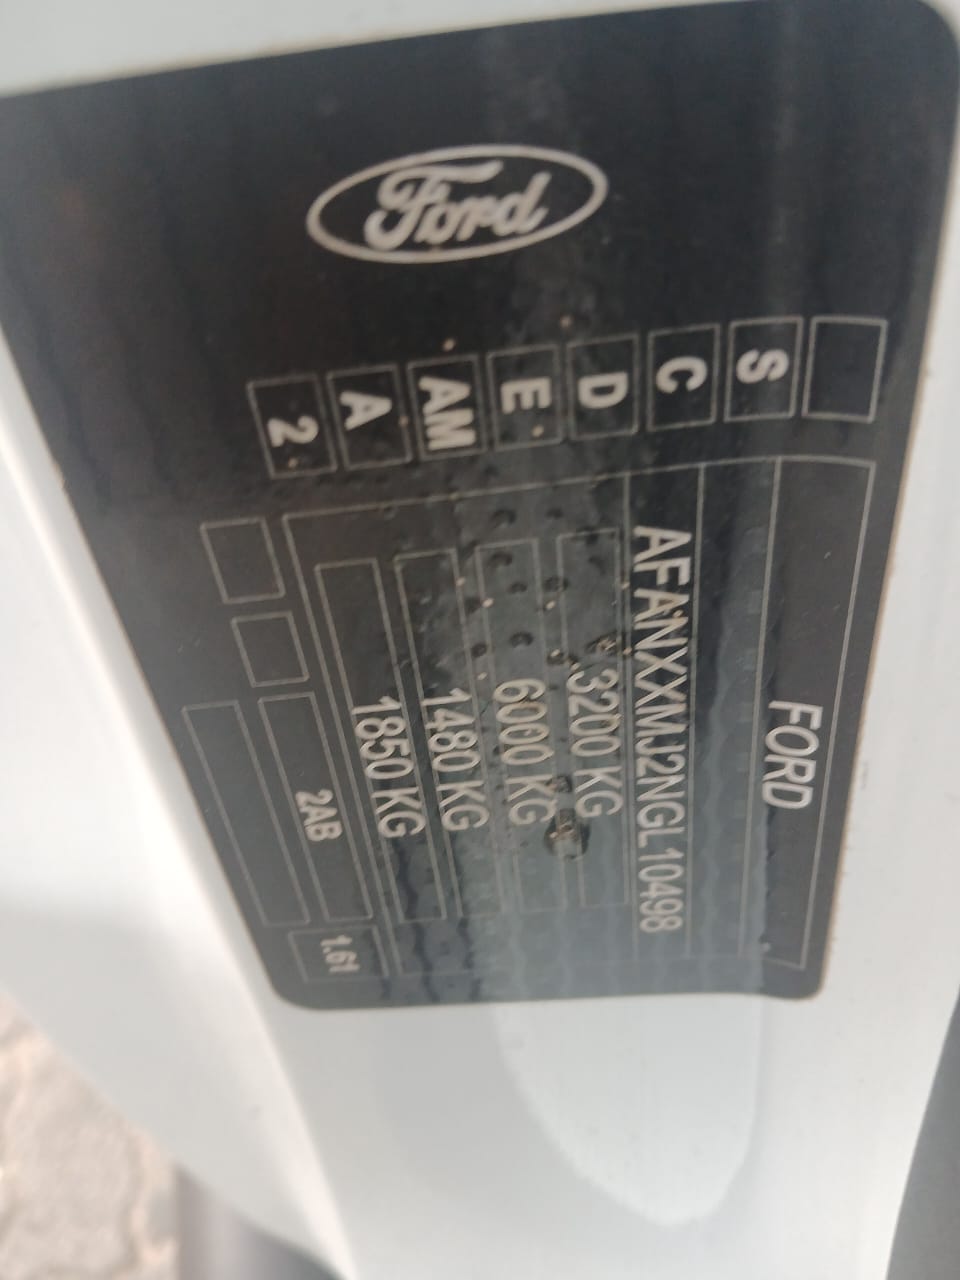 Ford
S
C
D
E
AM
A
2
FORD
AFANXXMJ2NGL10498
3200 KG
6000 KG
1480 KG
1850 KG
2AB
1.61